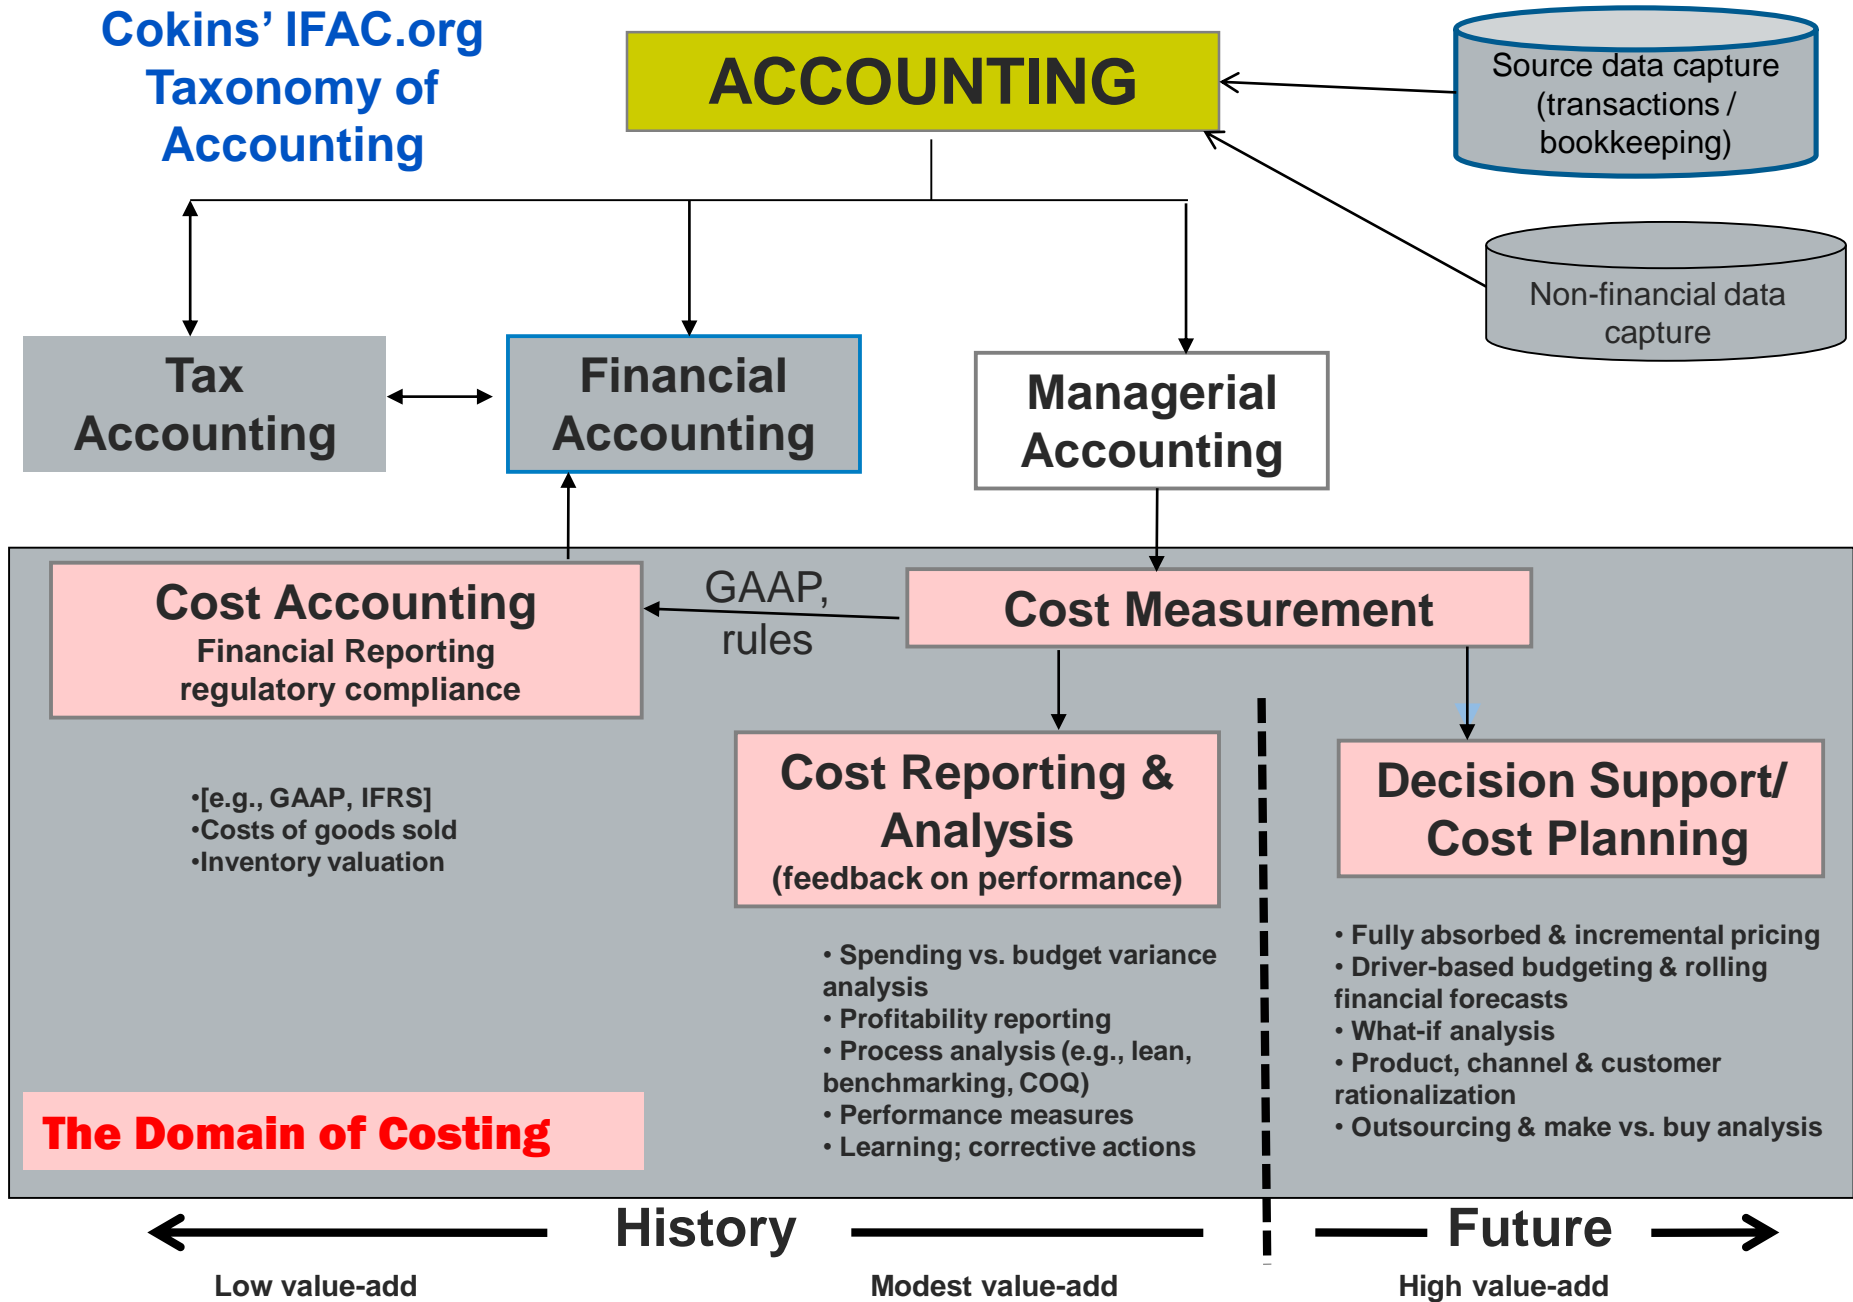 Cokins’ IFAC.org
Taxonomy of
Accounting
ACCOUNTING
Source data capture
(transactions /
bookkeeping)
Non-financial data
capture
Tax
Accounting
Financial
Accounting
Managerial
Accounting
Cost Accounting
Financial Reporting
regulatory compliance
GAAP,
rules
Cost Measurement
•[e.g., GAAP, IFRS]
•Costs of goods sold
•Inventory valuation
Cost Reporting &
Analysis
(feedback on performance)
Decision Support/
Cost Planning
• Spending vs. budget variance
analysis
• Profitability reporting
• Process analysis (e.g., lean,
benchmarking, COQ)
• Performance measures
• Learning; corrective actions
• Fully absorbed & incremental pricing
• Driver-based budgeting & rolling
financial forecasts
• What-if analysis
• Product, channel & customer
rationalization
• Outsourcing & make vs. buy analysis
The Domain of Costing
History
Future
Low value-add
Modest value-add
High value-add